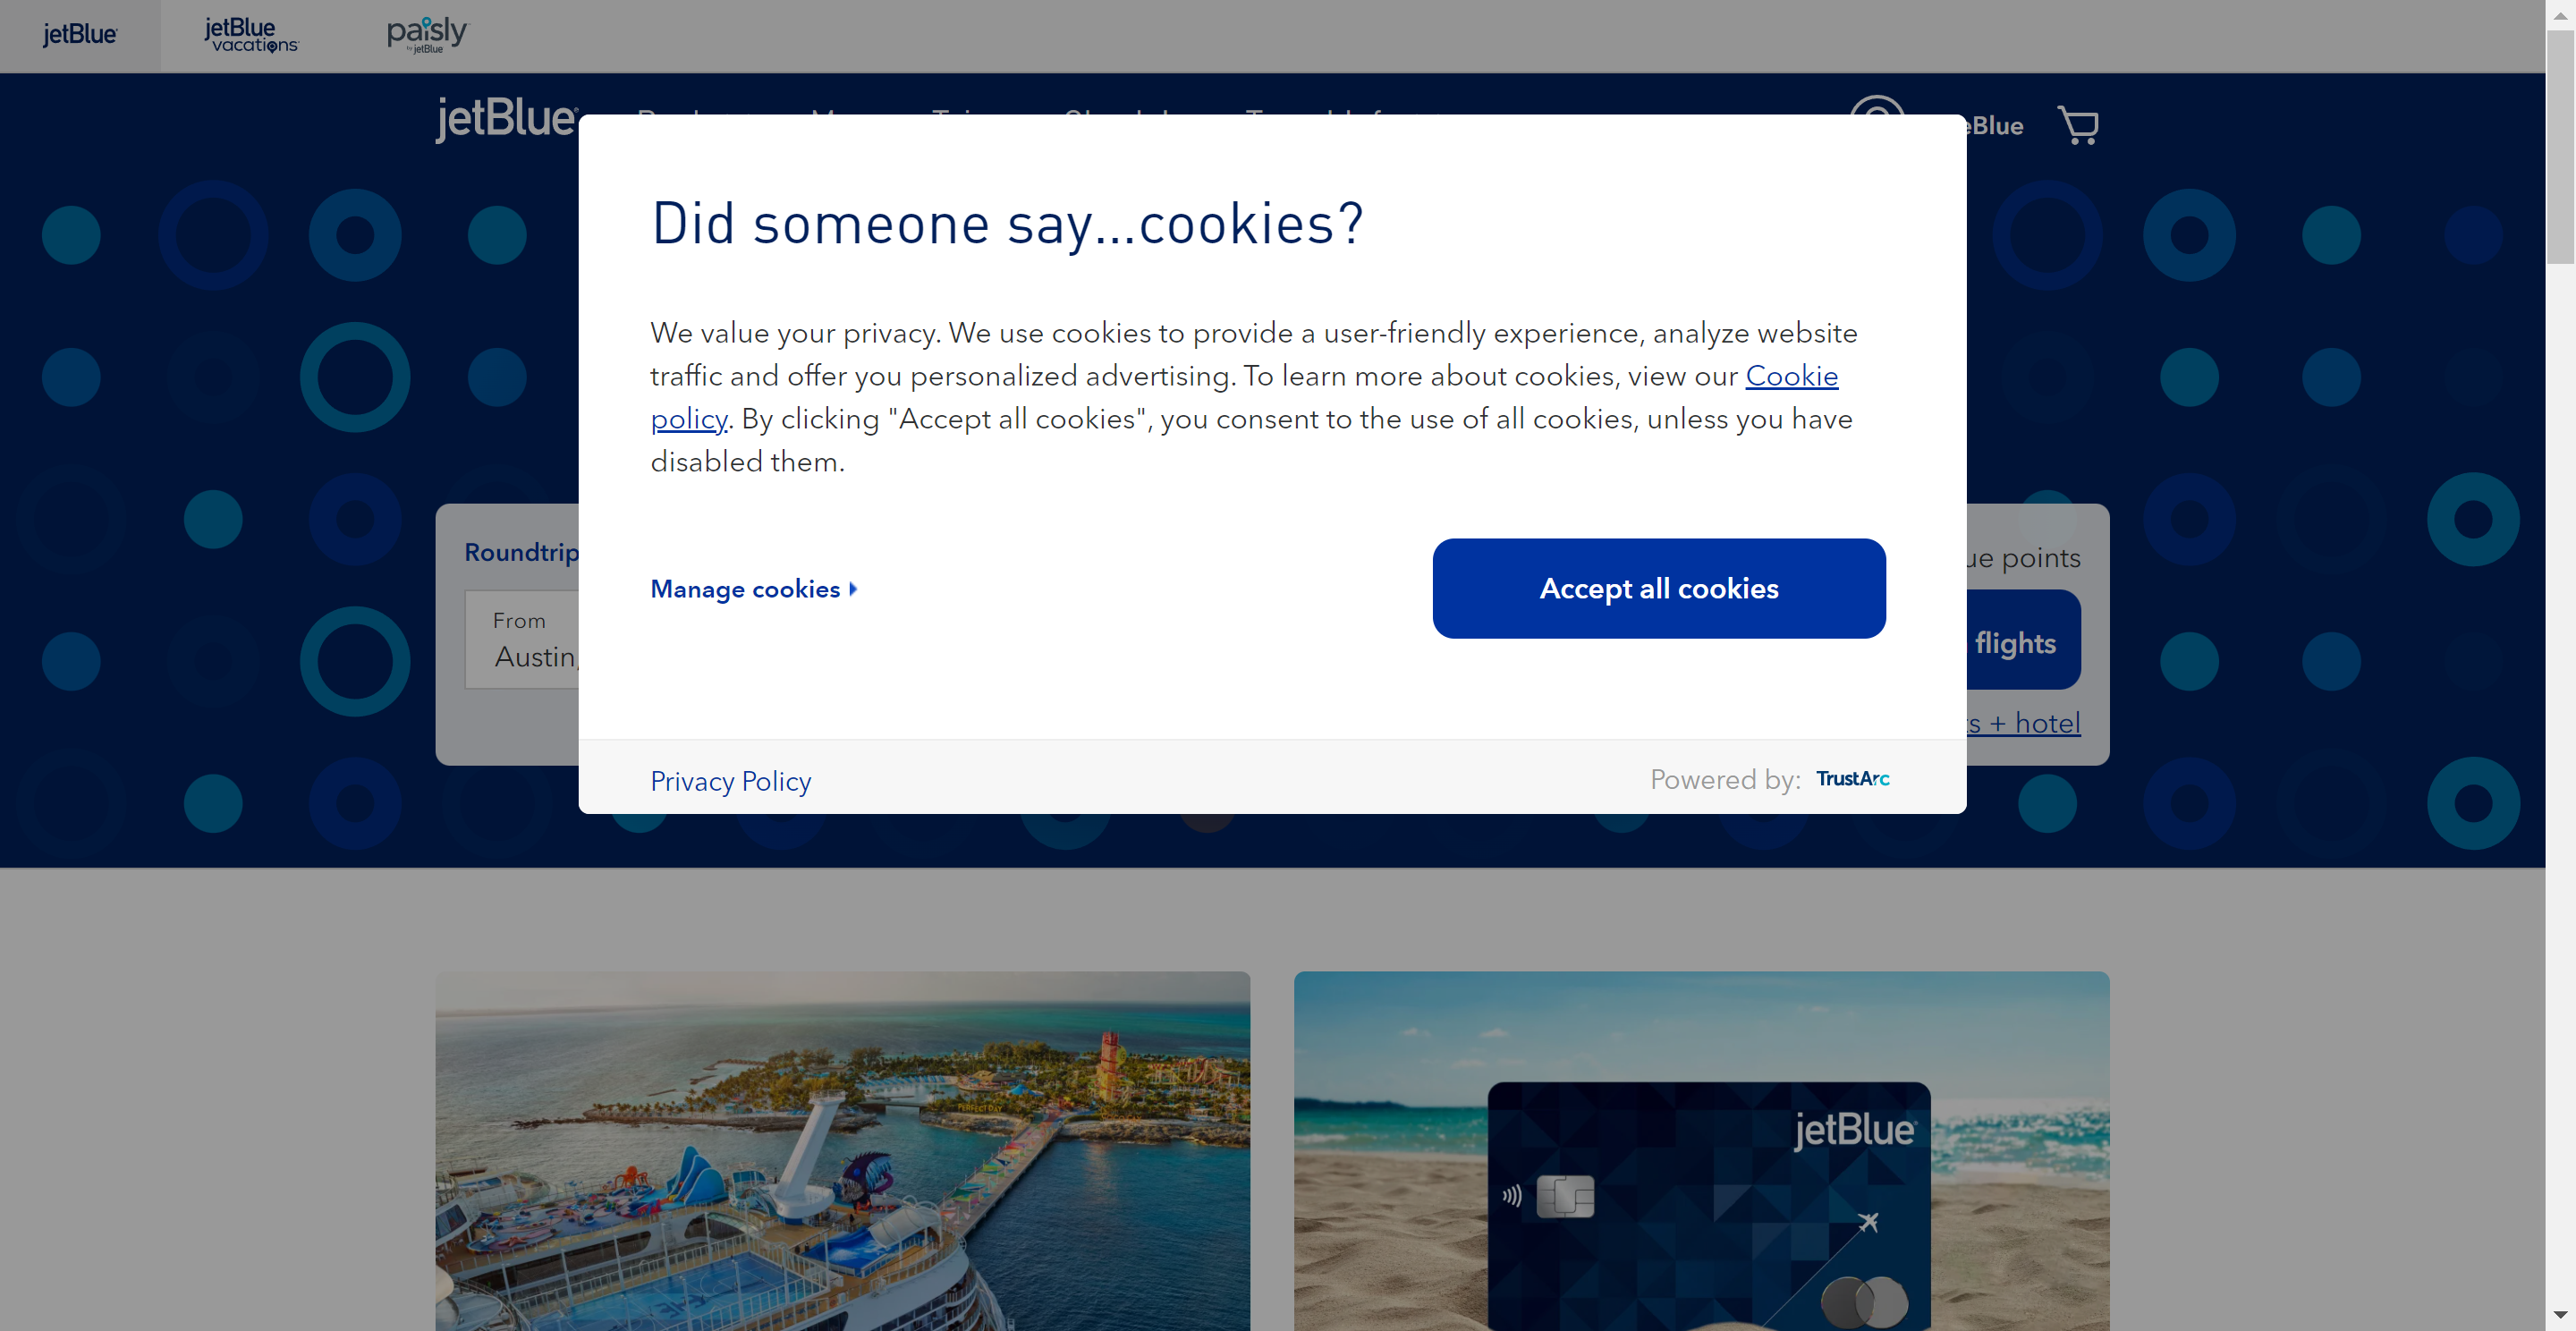 jetBlue
jetBlue vacations
paisly by jetBlue
jetBlue
eBlue
Did someone say...cookies?
We value your privacy. We use cookies to provide a user-friendly experience, analyze website
traffic and offer you personalized advertising. To learn more about cookies, view our Cookie
policy. By clicking "Accept all cookies", you consent to the use of all cookies, unless you have
disabled them.
Manage cookies
Accept all cookies
Privacy Policy
Powered by: TrustArc
Roundtrip
From
Austin,
ue points
flights
s + hotel
PERFECT DAY
jetBlue